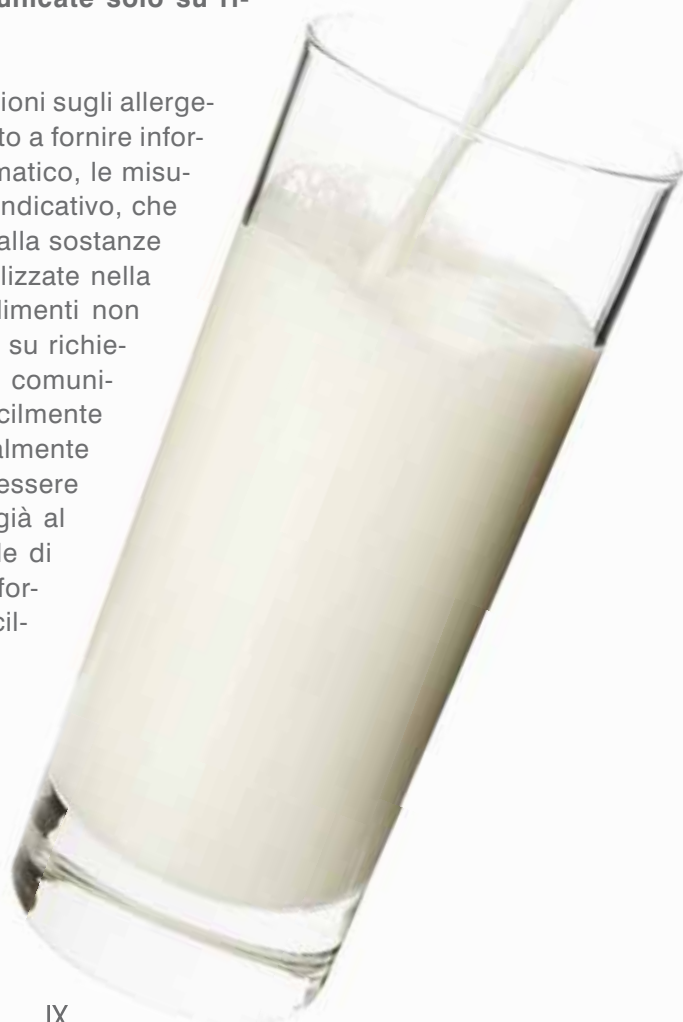 unicate solo su ri-
ioni sugli allerge-
to a fornire infor-
matico, le misu-
ndicativo, che
alla sostanze
lizzate nella
limenti non
su richie-
comuni-
cilmente
almente
essere
già al
le di
for-
cil-
IX